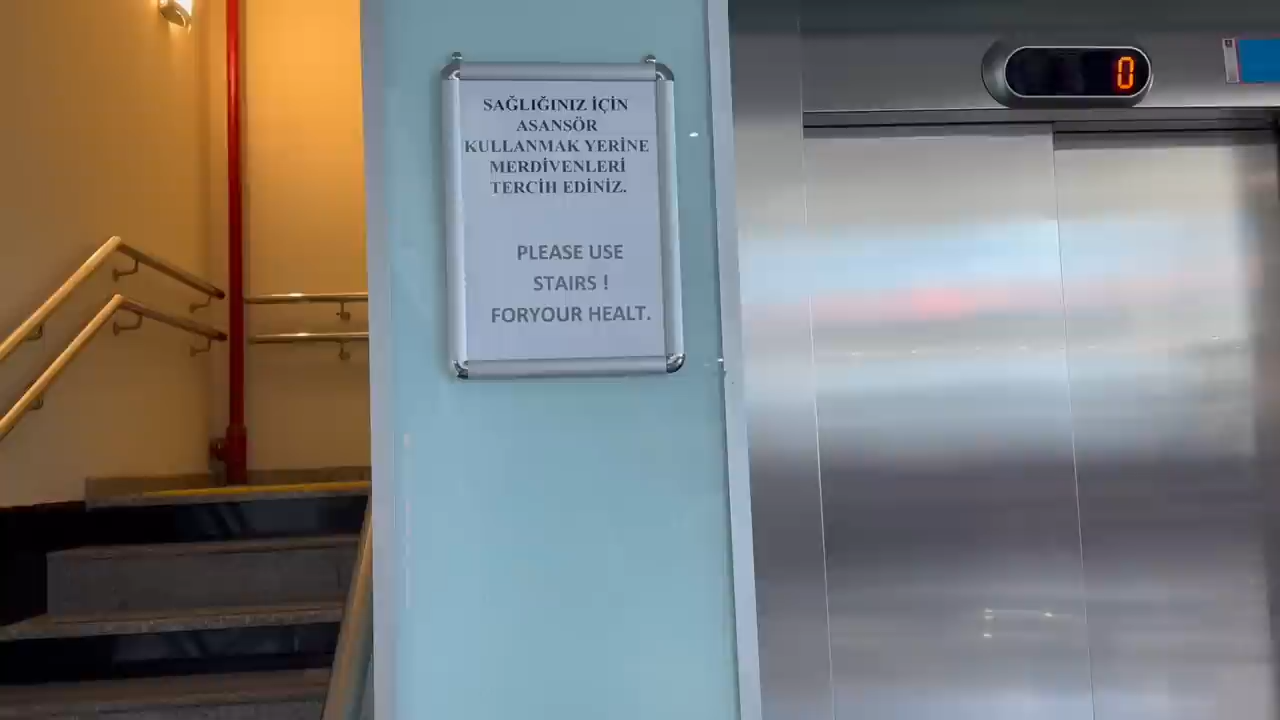 SAĞLIĞINIZ İÇİN
ASANSÖR
KULLANMAK YERİNE
MERDİVENLERİ
TERCİH EDİNİZ.
PLEASE USE
STAIRS !
FORYOUR HEALT.
0